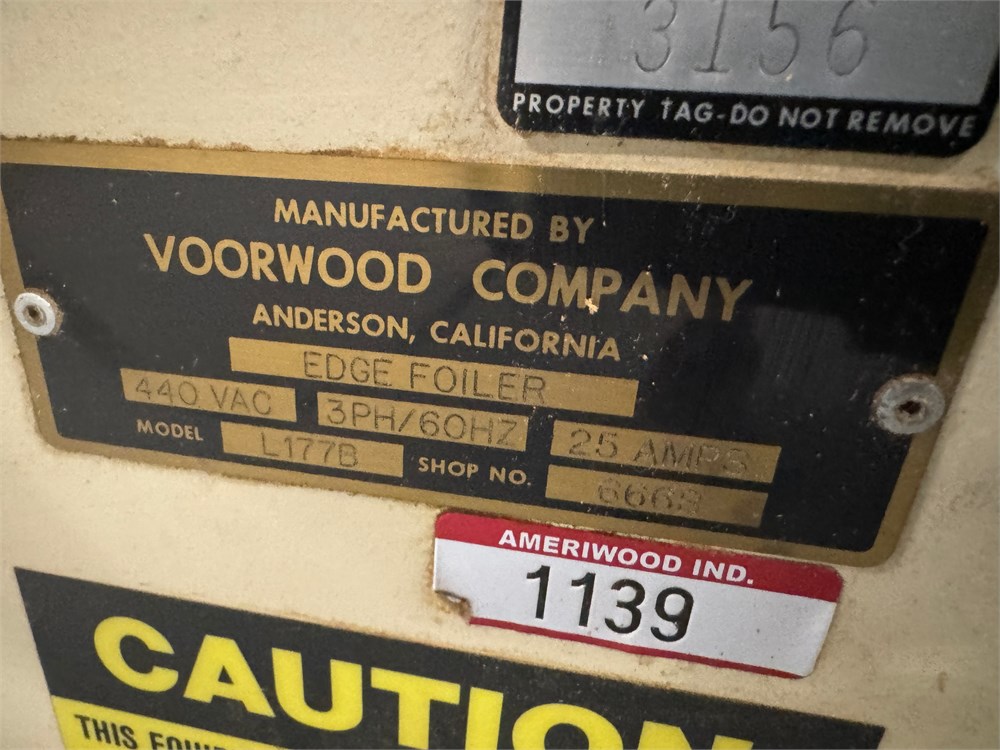 3156
PROPERTY TAG-DO NOT REMOVE
MANUFACTURED BY
VOORWOOD COMPANY
ANDERSON, CALIFORNIA
EDGE FOILER
440 VAC 3PH/60HZ 25 AMPS
MODEL L177B SHOP NO.
AMERIWOOD IND.
1139
CAUTION
THIS